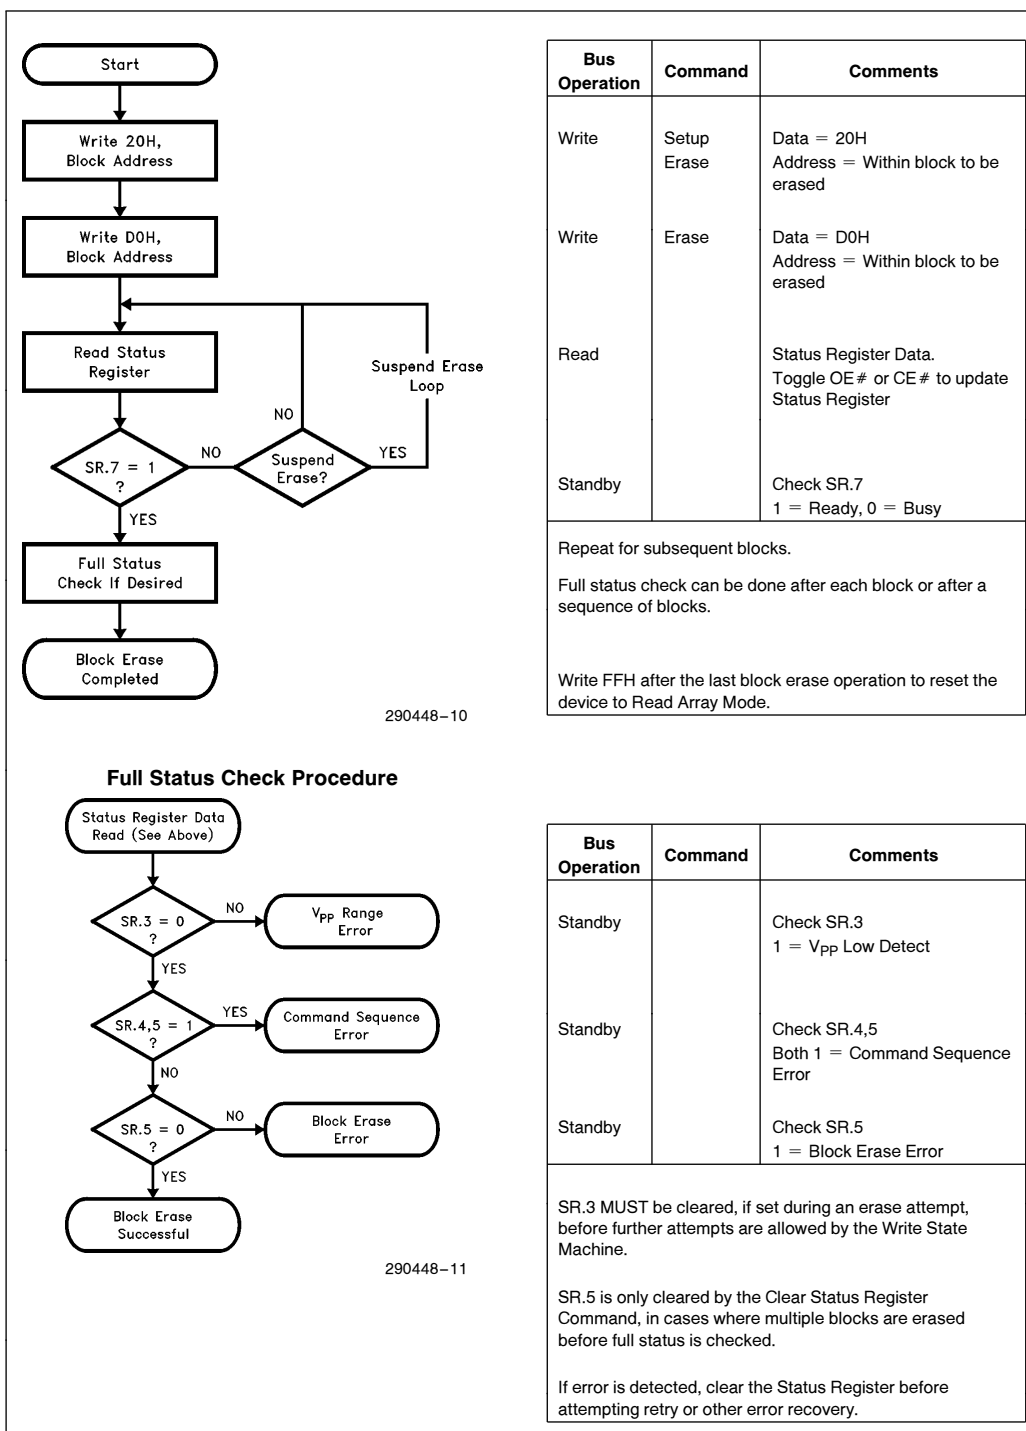 Start
Write 20H,
Block Address
Write D0H,
Block Address
Read Status
Register
Suspend Erase
Loop
NO
SR.7 = 1
?
NO
Suspend
Erase?
YES
YES
Full Status
Check If Desired
Block Erase
Completed
290448–10
Bus
Operation
Command
Comments
Write
Setup
Erase
Data = 20H
Address = Within block to be
erased
Write
Erase
Data = D0H
Address = Within block to be
erased
Read
Status Register Data.
Toggle OE# or CE# to update
Status Register
Standby
Check SR.7
1 = Ready, 0 = Busy
Repeat for subsequent blocks.
Full status check can be done after each block or after a
sequence of blocks.
Write FFH after the last block erase operation to reset the
device to Read Array Mode.
Full Status Check Procedure
Status Register Data
Read (See Above)
SR.3 = 0
?
NO
VPP Range
Error
YES
SR.4,5 = 1
?
YES
Command Sequence
Error
NO
SR.5 = 0
?
NO
Block Erase
Error
YES
Block Erase
Successful
290448–11
Bus
Operation
Command
Comments
Standby
Check SR.3
1 = VPP Low Detect
Standby
Check SR.4,5
Both 1 = Command Sequence
Error
Standby
Check SR.5
1 = Block Erase Error
SR.3 MUST be cleared, if set during an erase attempt,
before further attempts are allowed by the Write State
Machine.
SR.5 is only cleared by the Clear Status Register
Command, in cases where multiple blocks are erased
before full status is checked.
If error is detected, clear the Status Register before
attempting retry or other error recovery.